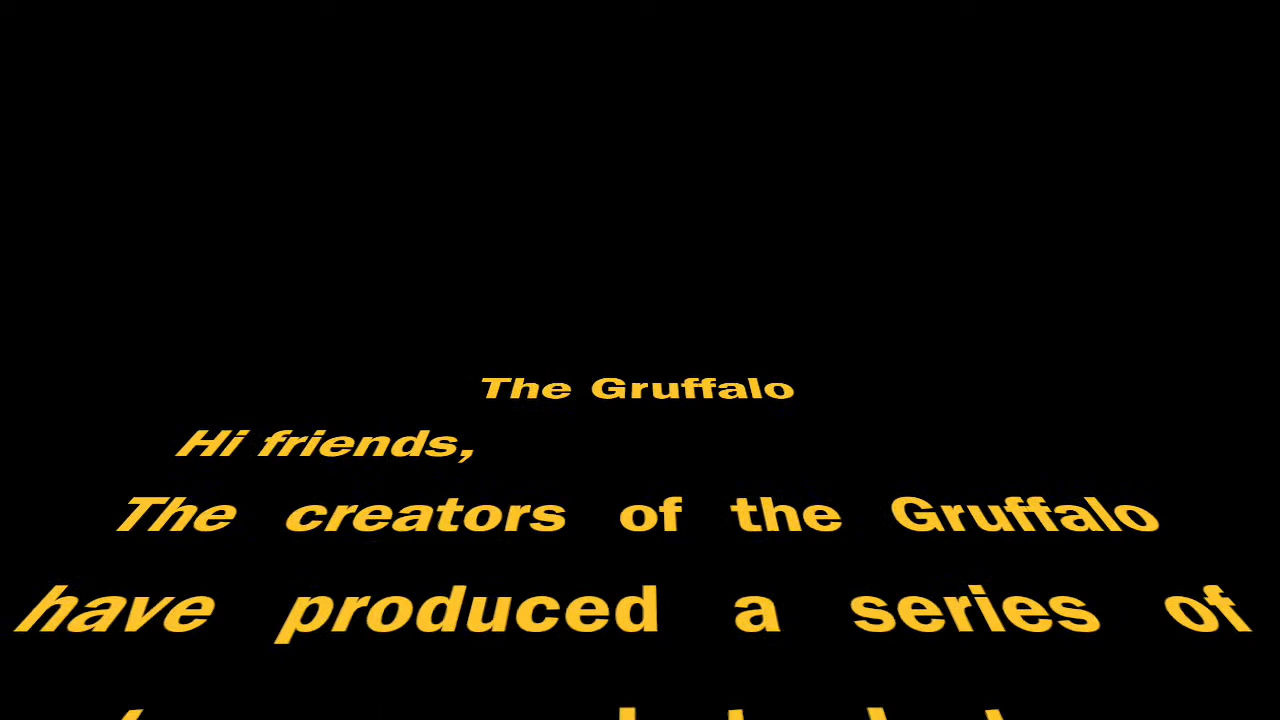 The Gruffalo
Hi friends,
The creators of the Gruffalo
have produced a series of